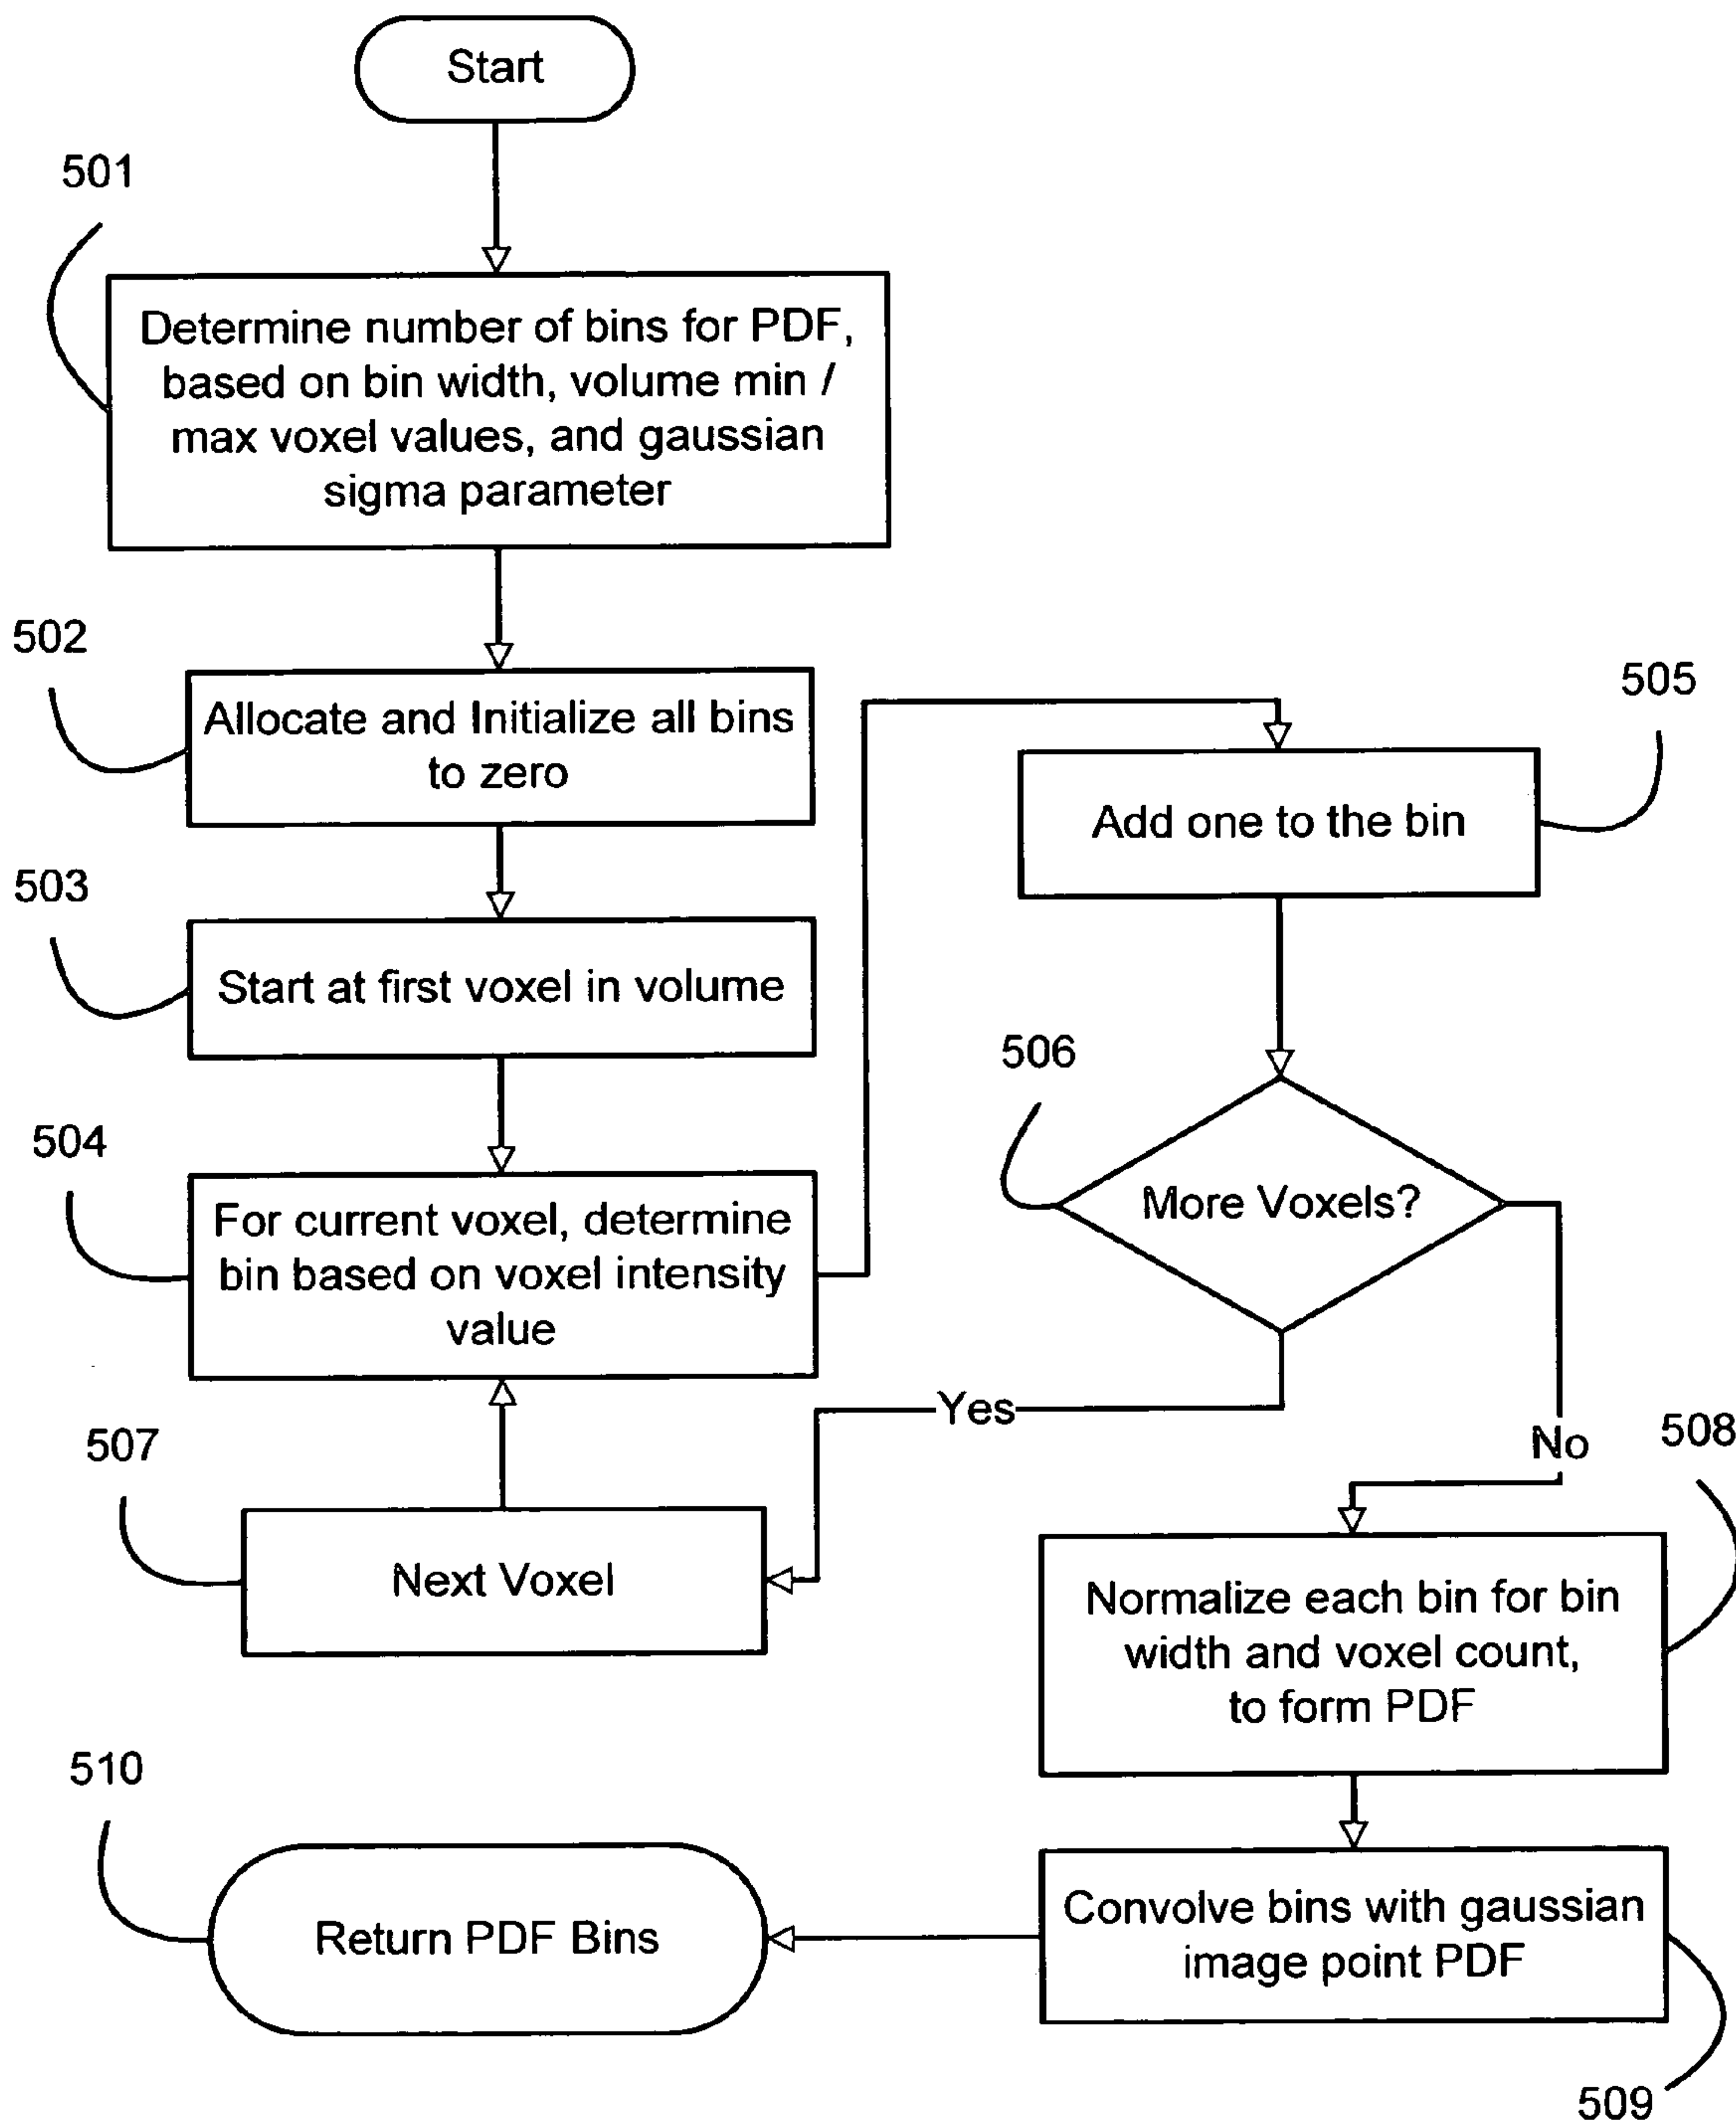 Start
501
Determine number of bins for PDF,
based on bin width, volume min /
max voxel values, and gaussian
sigma parameter
502
Allocate and Initialize all bins
to zero
503
Start at first voxel in volume
504
For current voxel, determine
bin based on voxel intensity
value
505
Add one to the bin
506
More Voxels?
Yes
No
507
Next Voxel
508
Normalize each bin for bin
width and voxel count,
to form PDF
509
Convolve bins with gaussian
image point PDF
510
Return PDF Bins